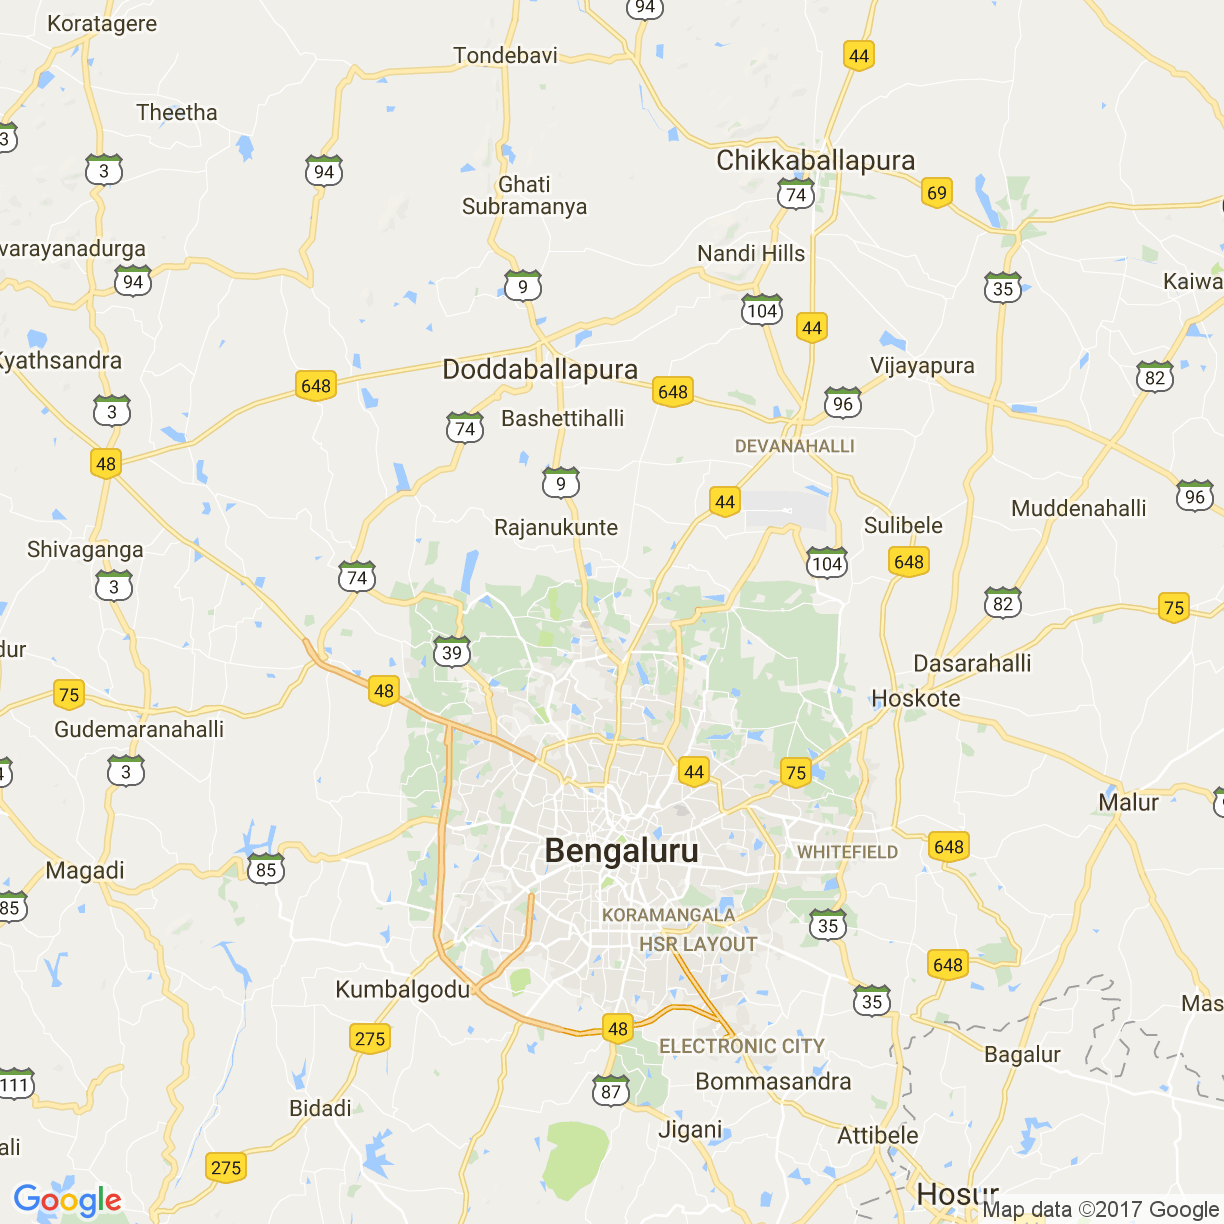 94
Koratagere
Tondebavi
44
Theetha
3
3
94
Chikkaballapura
69
74
Ghati
Subramanya
varayanadurga
Nandi Hills
94
9
35
Kaiwa
104
44
Kyathsandra
Doddaballapura
Vijayapura
82
648
648
96
3
Bashettihalli
74
DEVANAHALLI
48
9
44
96
Muddenahalli
Rajanukunte
Sulibele
Shivaganga
74
104
648
3
82
75
dur
39
Dasarahalli
75
48
Hoskote
Gudemaranahalli
4
3
44
75
Malur
Bengaluru
WHITEFIELD
648
Magadi
85
85
KORAMANGALA
35
HSR LAYOUT
648
Kumbalgodu
35
Mas
275
48
ELECTRONIC CITY
Bagalur
111
87
Bommasandra
Bidadi
Jigani
Attibele
ali
275
Hosur
Google
Map data ©2017 Google